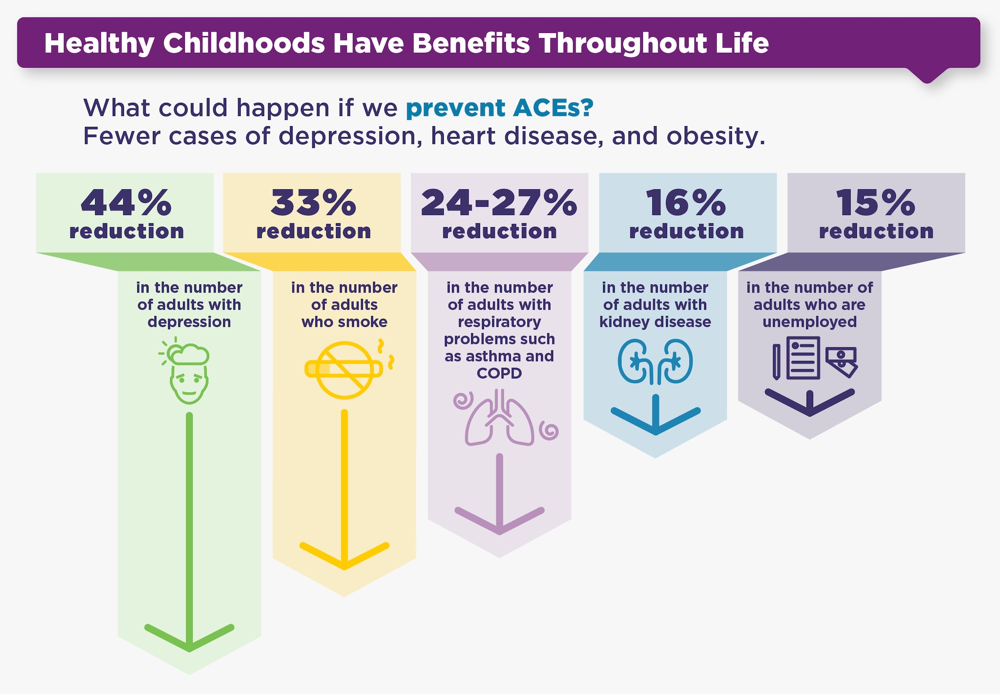 Healthy Childhoods Have Benefits Throughout Life
What could happen if we prevent ACEs?
Fewer cases of depression, heart disease, and obesity.
44%
reduction
in the number
of adults with
depression
33%
reduction
in the number
of adults
who smoke
24-27%
reduction
in the number
of adults with
respiratory
problems such
as asthma and
COPD
16%
reduction
in the number
of adults with
kidney disease
15%
reduction
in the number of
adults who are
unemployed